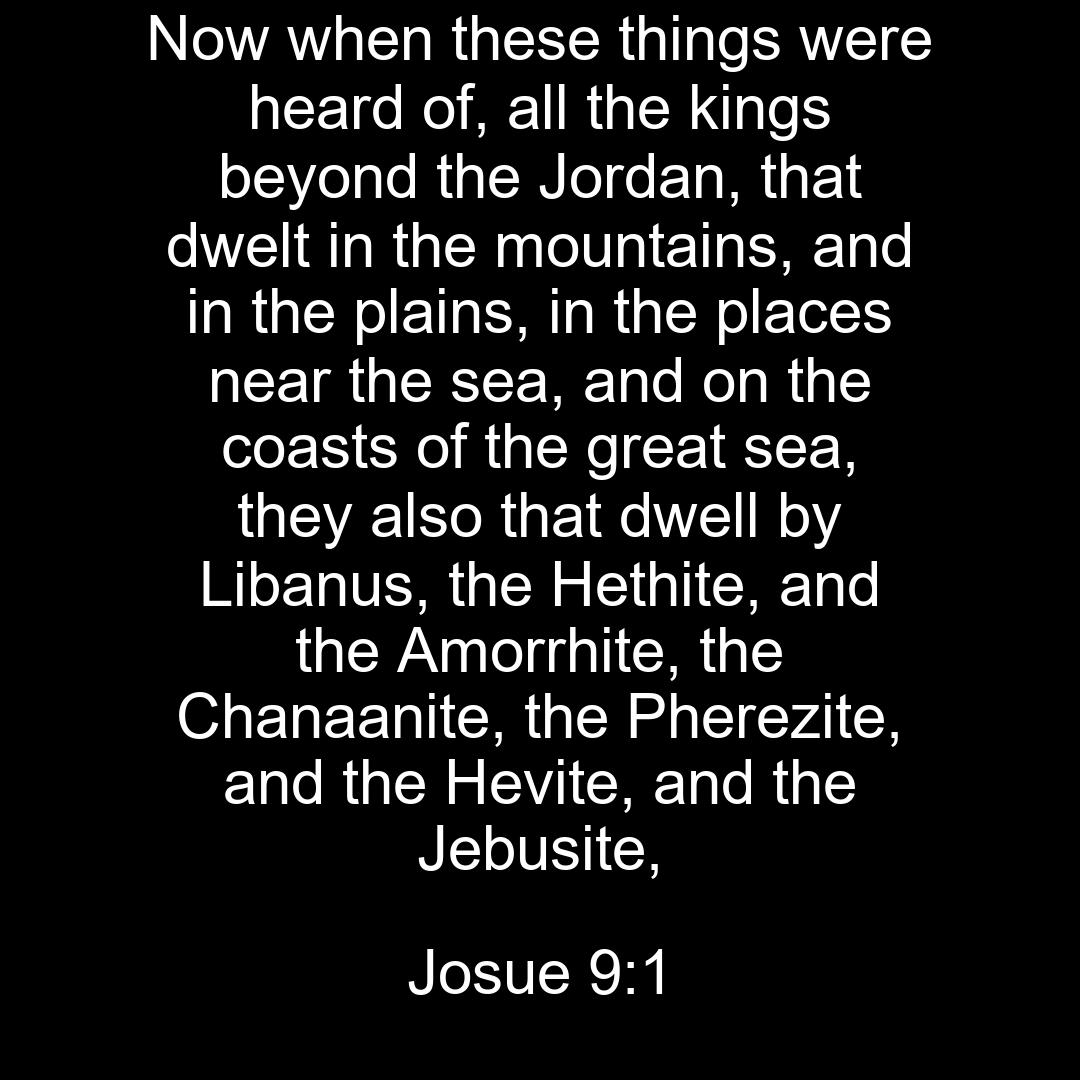 Now when these things were
heard of, all the kings
beyond the Jordan, that
dwelt in the mountains, and
in the plains, in the places
near the sea, and on the
coasts of the great sea,
they also that dwell by
Libanus, the Hethite, and
the Amorrhite, the
Chanaanite, the Pherezite,
and the Hevite, and the
Jebusite,
Josue 9:1